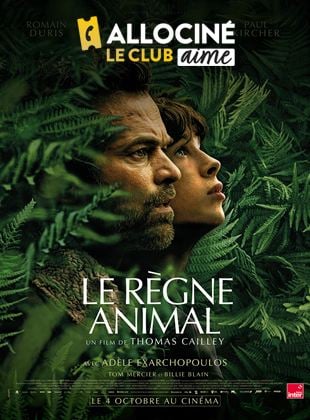 ROMAIN
DURIS
PAUL
KIRCHER
ALLOCINÉ
LE CLUB aime
LE RÈGNE
ANIMAL
UN FILM DE THOMAS CAILLEY
AVEC ADÈLE EXARCHOPOULOS
TOM MERCIER ET BILLIE BLAIN
LE 4 OCTOBRE AU CINÉMA
inter